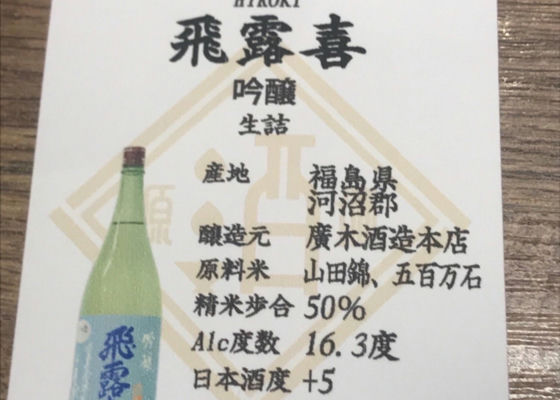 HIROKI
飛露喜
吟醸
生詰
産地 福島県
河沼郡
醸造元 廣木酒造本店
原料米 山田錦、五百万石
精米歩合 50%
Alc度数 16.3度
日本酒度 +5
飛露
源
酒